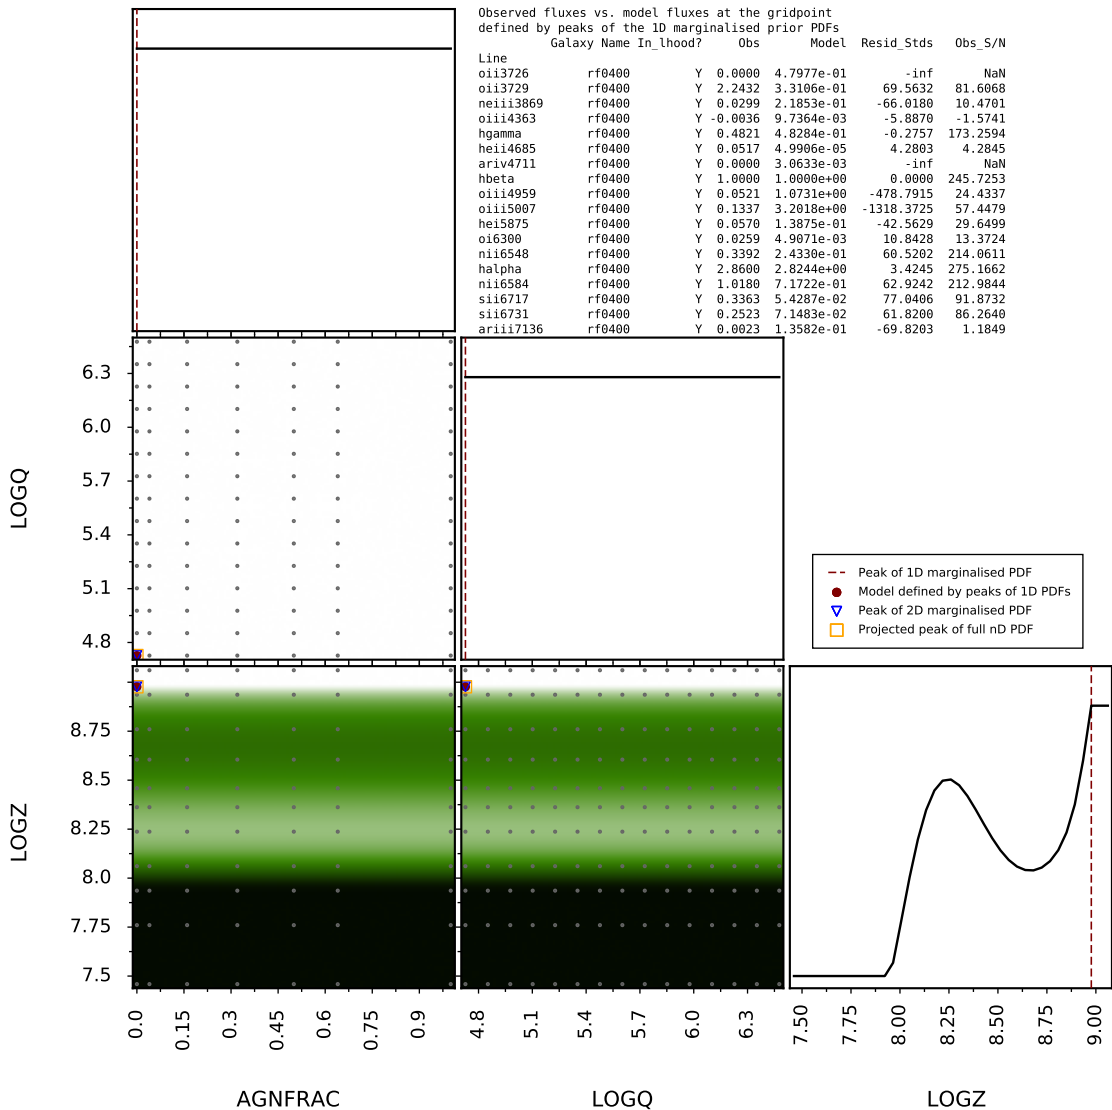 Observed fluxes vs. model fluxes at the gridpoint
defined by peaks of the 1D marginalised prior PDFs
Galaxy Name In_lhood? Obs Model Resid_Stds Obs_S/N
Line
oii3726 rf0400 Y 0.0000 4.7977e-01 -inf NaN
oii3729 rf0400 Y 2.2432 3.3106e-01 69.5632 81.6068
neiii3869 rf0400 Y 0.0299 2.1853e-01 -66.0180 10.4701
oiii4363 rf0400 Y -0.0036 9.7364e-03 -5.8870 -1.5741
hgamma rf0400 Y 0.4821 4.8284e-01 -0.2757 173.2594
heii4685 rf0400 Y 0.0517 4.9906e-05 4.2803 4.2845
ariv4711 rf0400 Y 0.0000 3.0633e-03 -inf NaN
hbeta rf0400 Y 1.0000 1.0000e+00 0.0000 245.7253
oiii4959 rf0400 Y 0.0521 1.0731e+00 -478.7915 24.4337
oiii5007 rf0400 Y 0.1337 3.2018e+00 -1318.3725 57.4479
hei5875 rf0400 Y 0.0570 1.3875e-01 -42.5629 29.6499
oi6300 rf0400 Y 0.0259 4.9071e-03 10.8428 13.3724
nii6548 rf0400 Y 0.3392 2.4330e-01 60.5202 214.0611
halpha rf0400 Y 2.8600 2.8244e+00 3.4245 275.1662
nii6584 rf0400 Y 1.0180 7.1722e-01 62.9242 212.9844
sii6717 rf0400 Y 0.3363 5.4287e-02 77.0406 91.8732
sii6731 rf0400 Y 0.2523 7.1483e-02 61.8200 86.2640
ariii7136 rf0400 Y 0.0023 1.3582e-01 -69.8203 1.1849
6.3
6.0
5.7
5.4
5.1
4.8
LOGQ
Peak of 1D marginalised PDF
Model defined by peaks of 1D PDFs
Peak of 2D marginalised PDF
Projected peak of full nD PDF
8.75
8.5
8.25
8.0
7.75
7.5
LOGZ
0.0 0.15 0.3 0.45 0.6 0.75 0.9
4.8 5.1 5.4 5.7 6.0 6.3
7.50 7.75 8.00 8.25 8.50 8.75 9.00
AGNFRAC LOGQ LOGZ